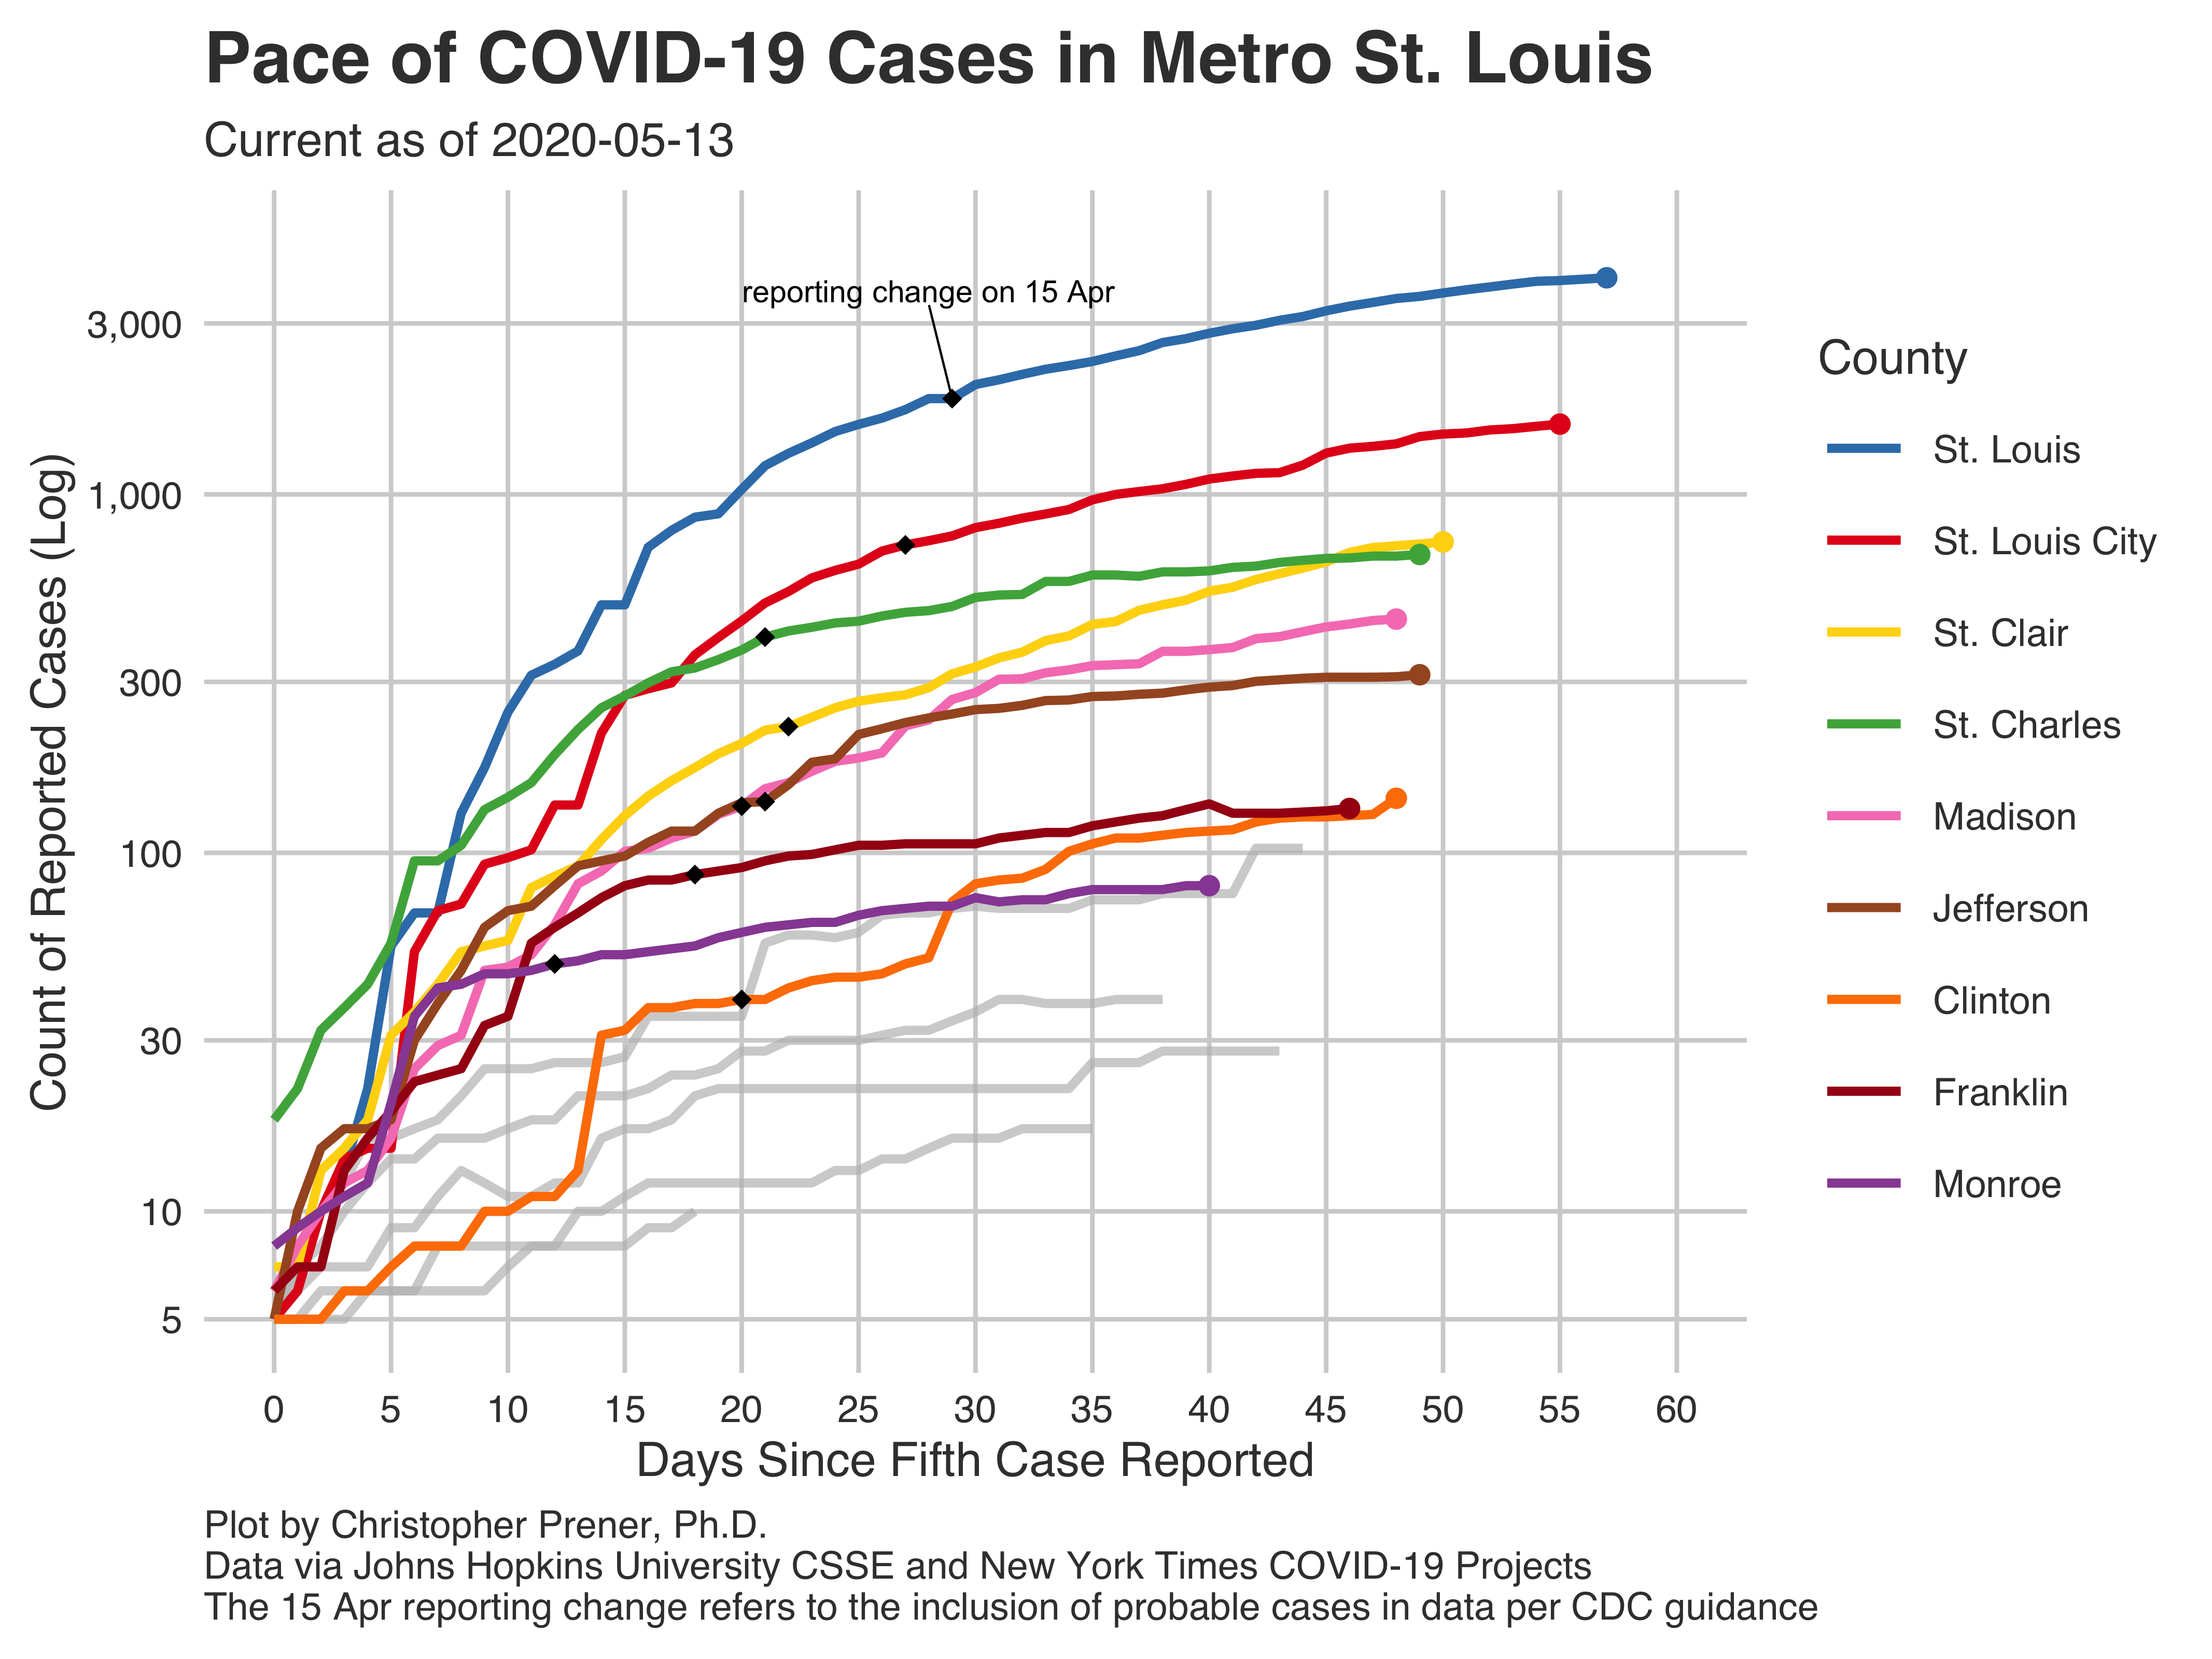 Pace of COVID-19 Cases in Metro St. Louis
Current as of 2020-05-13
reporting change on 15 Apr
3,000
1,000
300
100
30
10
5
Count of Reported Cases (Log)
0 5 10 15 20 25 30 35 40 45 50 55 60
Days Since Fifth Case Reported
County
St. Louis
St. Louis City
St. Clair
St. Charles
Madison
Jefferson
Clinton
Franklin
Monroe
Plot by Christopher Prener, Ph.D.
Data via Johns Hopkins University CSSE and New York Times COVID-19 Projects
The 15 Apr reporting change refers to the inclusion of probable cases in data per CDC guidance